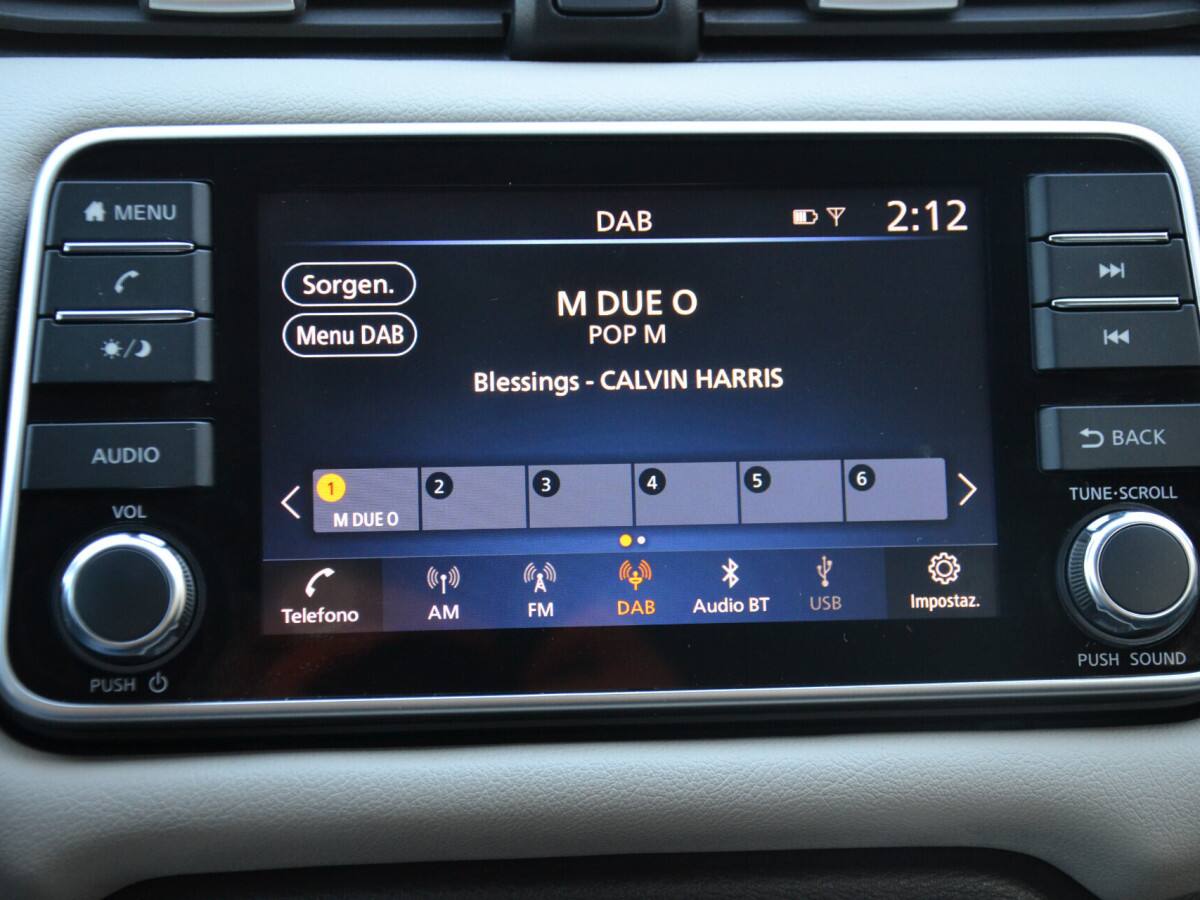 MENU
AUDIO
VOL
PUSH
DAB
2:12
Sorgen.
Menu DAB
M DUE O
POP M
Blessings - CALVIN HARRIS
1 2 3 4 5 6
M DUE O
Telefono
AM
FM
DAB
Audio BT
USB
Impostaz.
BACK
TUNE·SCROLL
PUSH SOUND